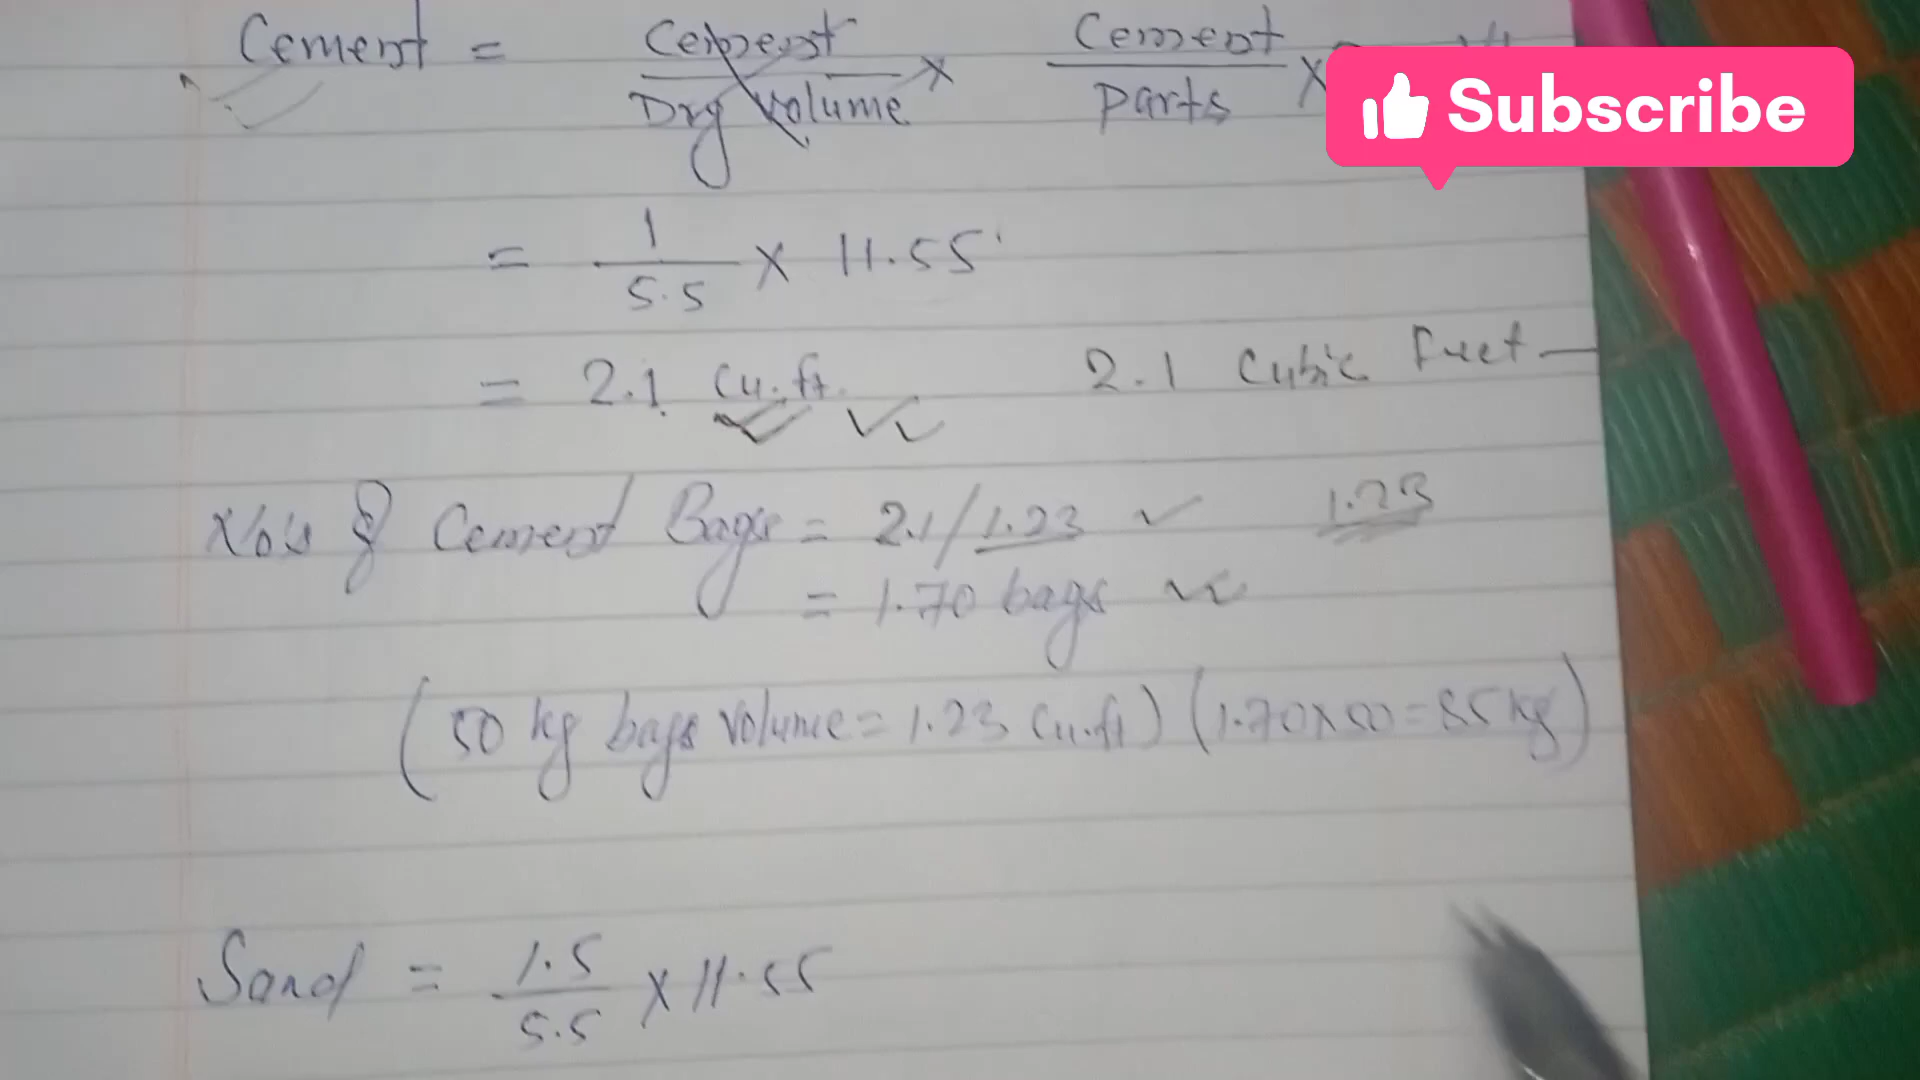 Cement = Cement / Dry Volume × Cement / Parts ×
Subscribe
= 1 / 5.5 × 11.55
= 2.1 cu.ft. 2.1 Cubic Feet
No's of Cement Bags = 2.1/1.23 1.23
= 1.70 bags
(50 kg bags volume = 1.23 cu.ft) (1.70×50=85 kg)
Sand = 1.5 / 5.5 × 11.55